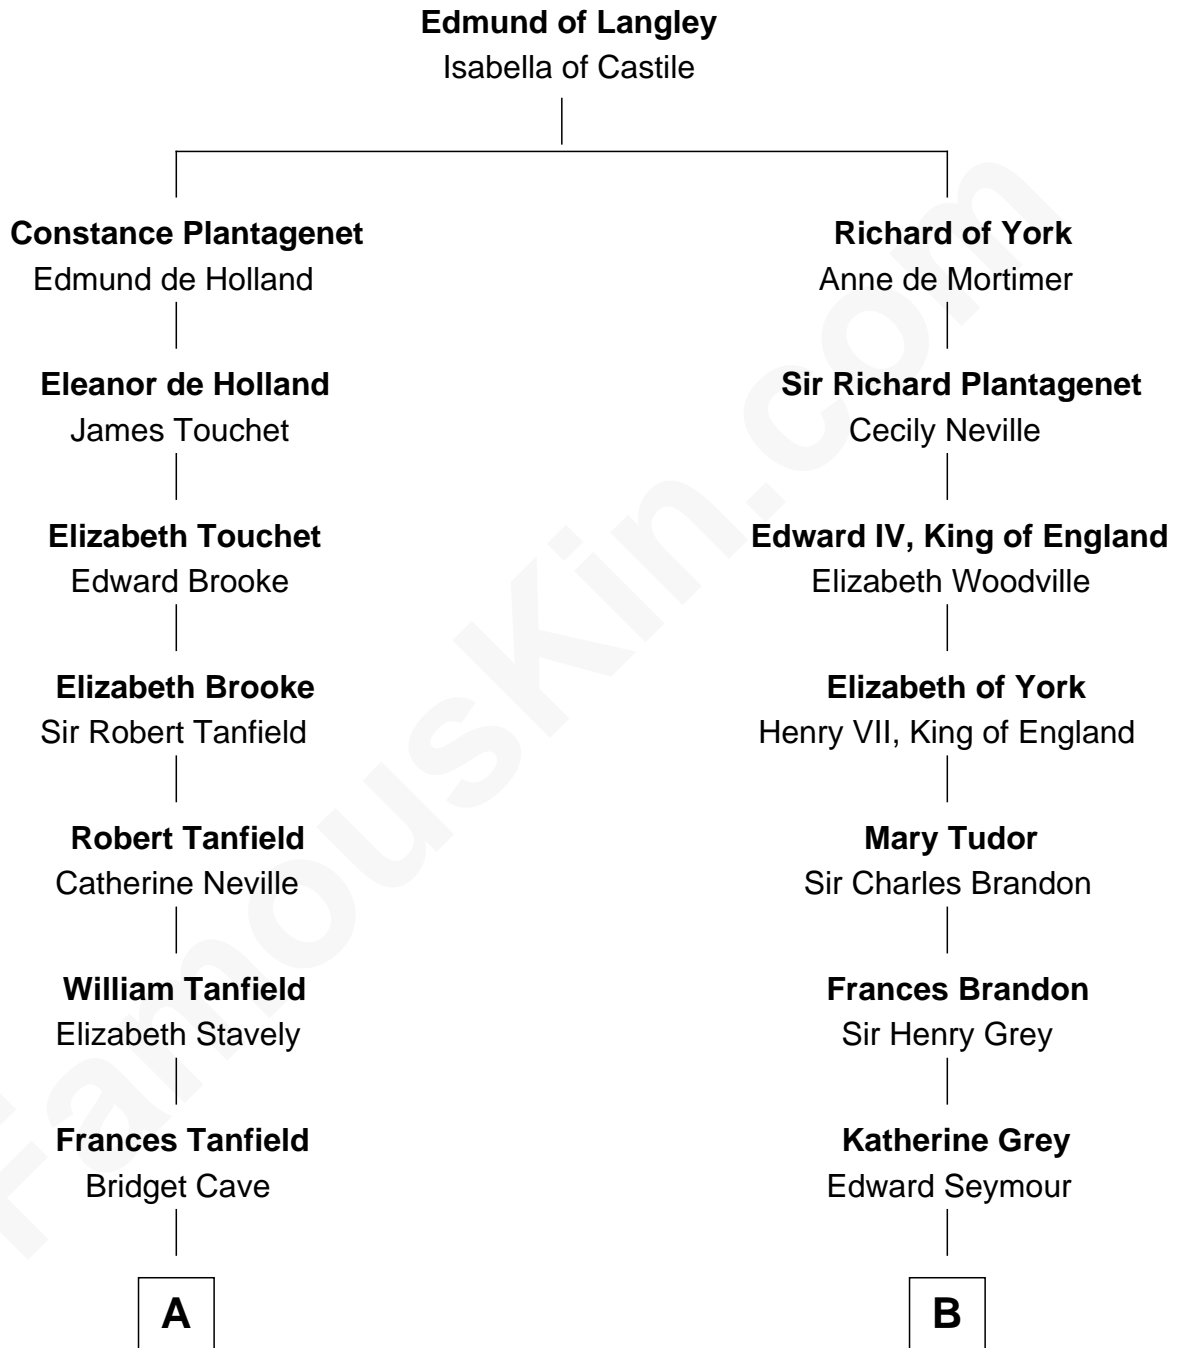 Edmund of Langley
Isabella of Castile
Constance Plantagenet
Edmund de Holland
Richard of York
Anne de Mortimer
Eleanor de Holland
James Touchet
Sir Richard Plantagenet
Cecily Neville
Elizabeth Touchet
Edward Brooke
Edward IV, King of England
Elizabeth Woodville
Elizabeth Brooke
Sir Robert Tanfield
Elizabeth of York
Henry VII, King of England
Robert Tanfield
Catherine Neville
Mary Tudor
Sir Charles Brandon
William Tanfield
Elizabeth Stavely
Frances Brandon
Sir Henry Grey
Frances Tanfield
Bridget Cave
Katherine Grey
Edward Seymour
A
B
FamousKin.com